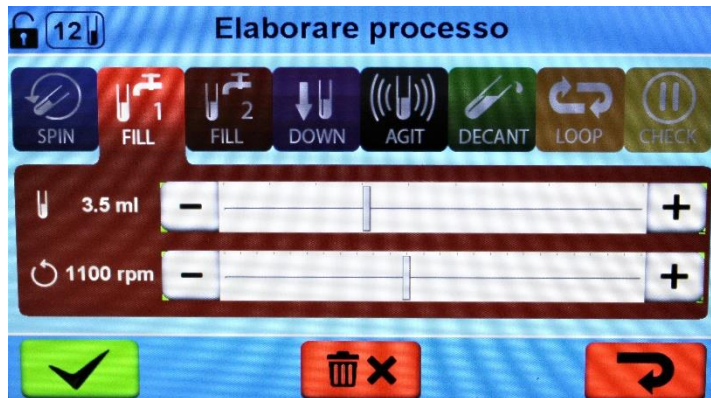 12
Elaborare processo
SPIN
1
FILL
2
FILL
DOWN
AGIT
DECANT
LOOP
CHECK
3.5 ml
1100 rpm